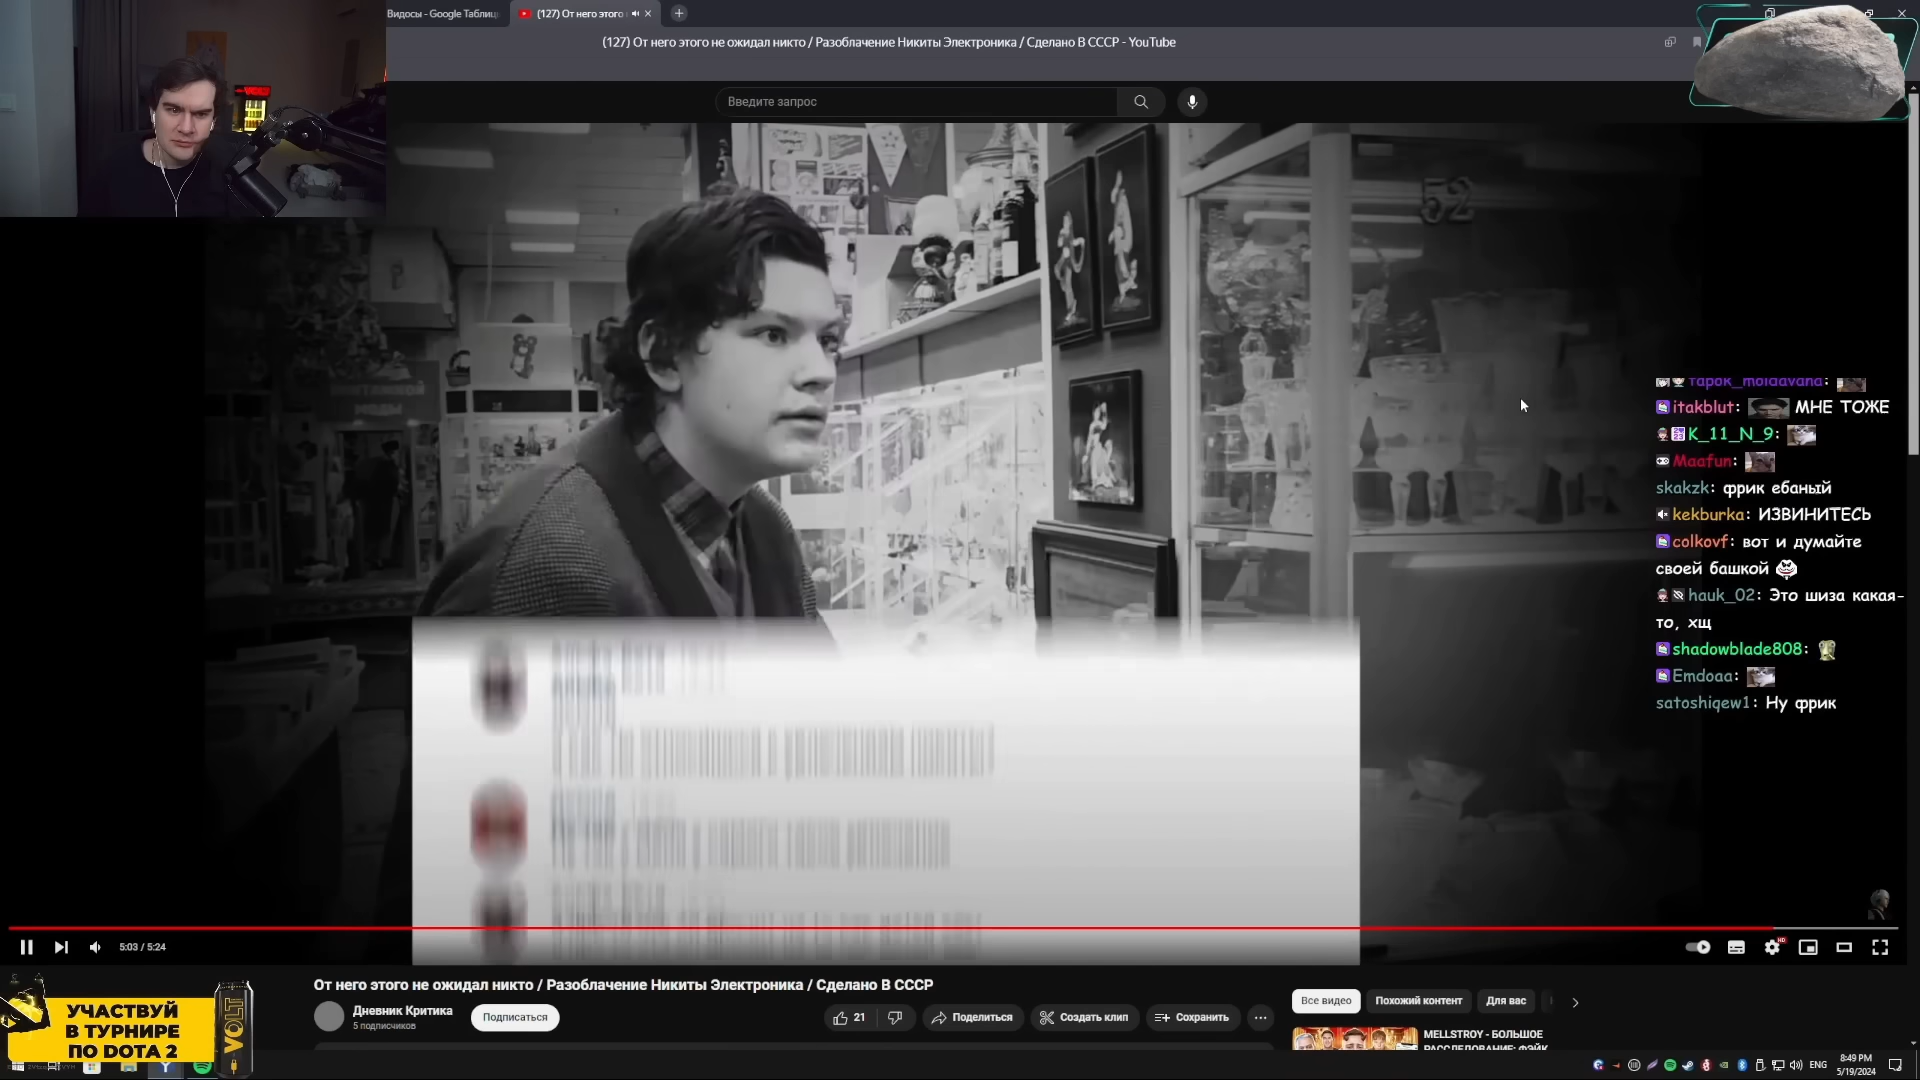 Видосы - Google Таблиц
(127) От него этого
(127) От него этого не ожидал никто / Разоблачение Никиты Электроника / Сделано В СССР - YouTube
Введите запрос
52
tapok_moldavana:
itakblut: МНЕ ТОЖЕ
K_11_N_9:
Maafun:
skakzk: фрик ебаный
kekburka: ИЗВИНИТЕСЬ
colkovf: вот и думайте
своей башкой
hauk_02: Это шиза какая-
то, хщ
shadowblade808:
Emdoaa:
satoshiqew1: Ну фрик
5:03 / 5:24
HD
От него этого не ожидал никто / Разоблачение Никиты Электроника / Сделано В СССР
Дневник Критика
5 подписчиков
Подписаться
21
Поделиться
Создать клип
Сохранить
Все видео
Похожий контент
Для вас
MELLSTROY - БОЛЬШОЕ
РАССЛЕДОВАНИЕ: ФЭЙК
УЧАСТВУЙ
В ТУРНИРЕ
ПО DOTA 2
VOLT
ENG
8:49 PM
5/19/2024